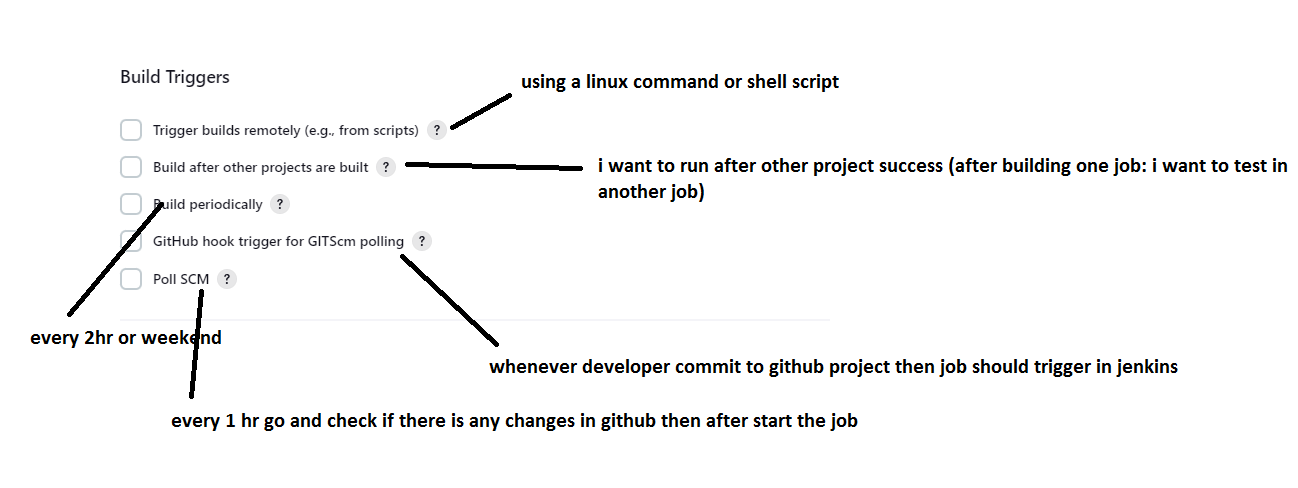 Build Triggers
using a linux command or shell script
Trigger builds remotely (e.g., from scripts) ?
Build after other projects are built ?
i want to run after other project success (after building one job: i want to test in
another job)
Build periodically ?
GitHub hook trigger for GITScm polling ?
Poll SCM ?
every 2hr or weekend
whenever developer commit to github project then job should trigger in jenkins
every 1 hr go and check if there is any changes in github then after start the job